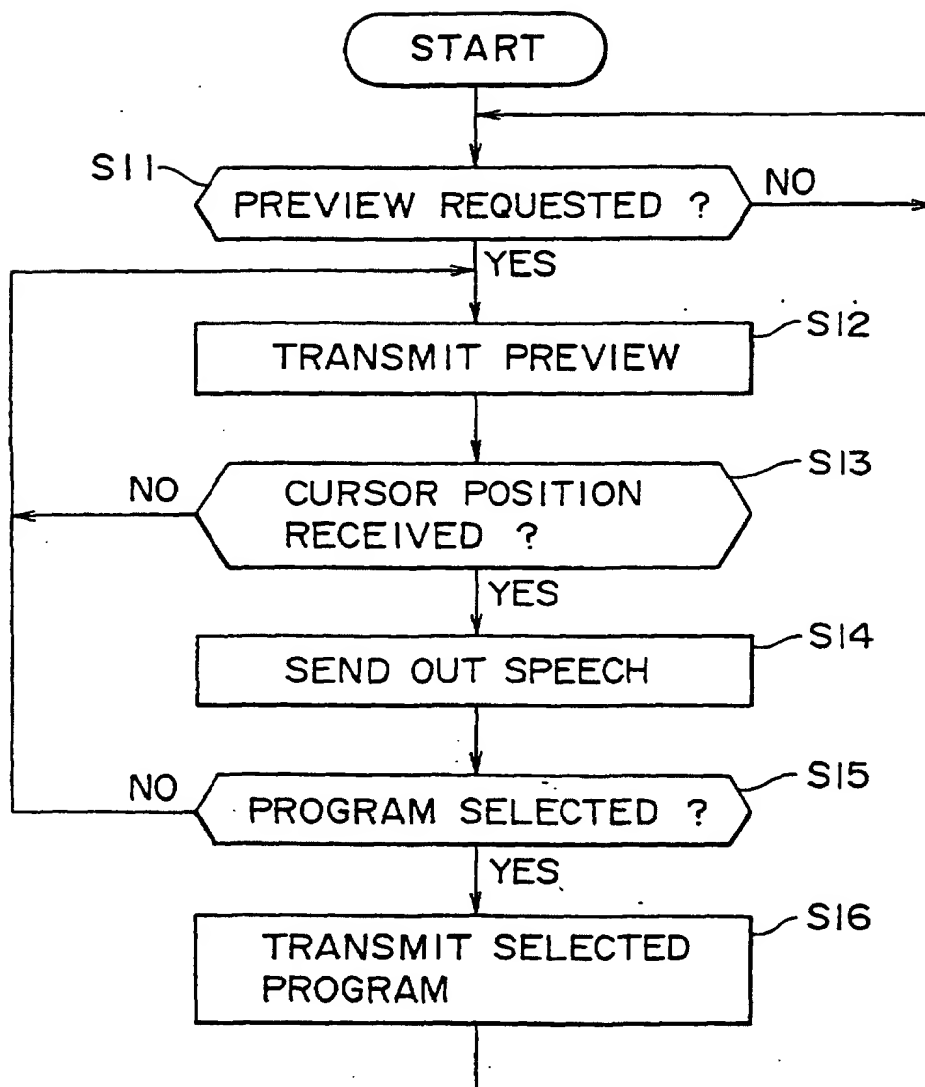 START
S11
PREVIEW REQUESTED ?
NO
YES
S12
TRANSMIT PREVIEW
S13
NO
CURSOR POSITION
RECEIVED ?
YES
S14
SEND OUT SPEECH
S15
NO
PROGRAM SELECTED ?
YES
S16
TRANSMIT SELECTED
PROGRAM